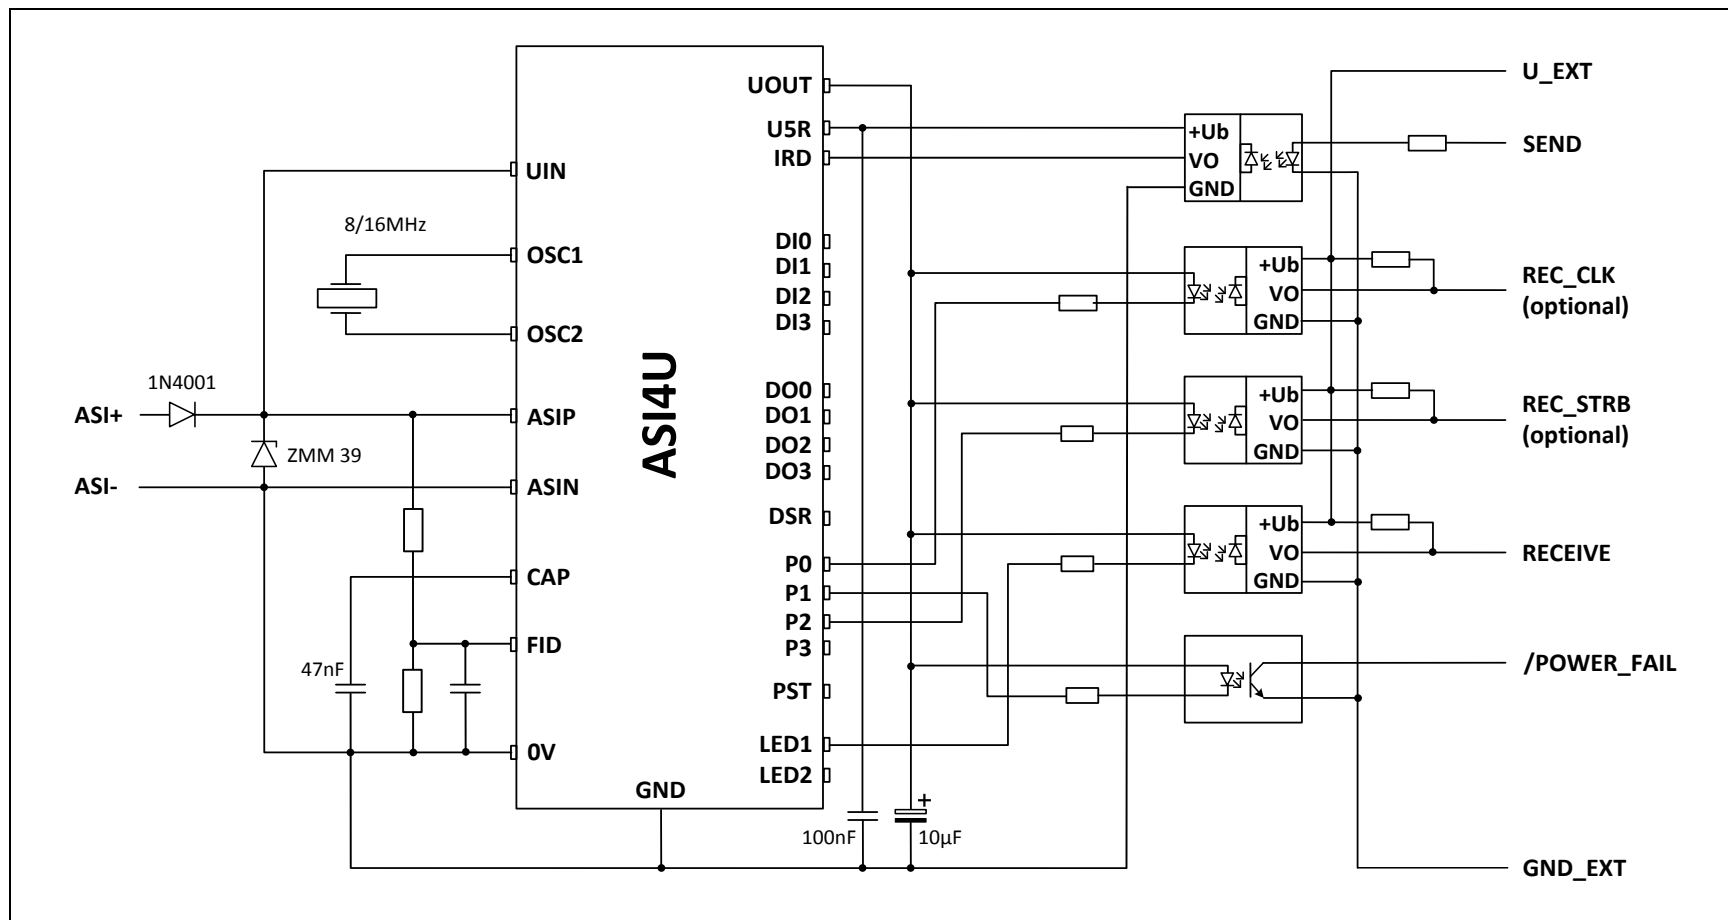 U_EXT
UOUT
U5R
+Ub
SEND
IRD
VO
UIN
GND
8/16MHz
DI0
OSC1
DI1
+Ub
REC_CLK
DI2
VO
(optional)
DI3
GND
OSC2
ASI4U
1N4001
DO0
+Ub
REC_STRB
ASI+
ASIP
DO1
VO
(optional)
DO2
GND
ZMM 39
DO3
ASI-
ASIN
DSR
+Ub
VO
RECEIVE
P0
GND
CAP
P1
P2
FID
P3
/POWER_FAIL
47nF
PST
LED1
0V
LED2
GND
+
100nF
10µF
GND_EXT